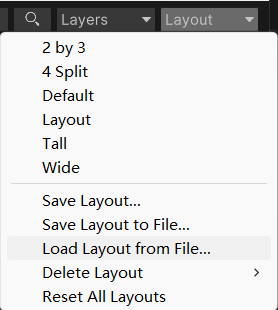 Layers Layout
2 by 3
4 Split
Default
Layout
Tall
Wide
Save Layout...
Save Layout to File...
Load Layout from File...
Delete Layout
Reset All Layouts